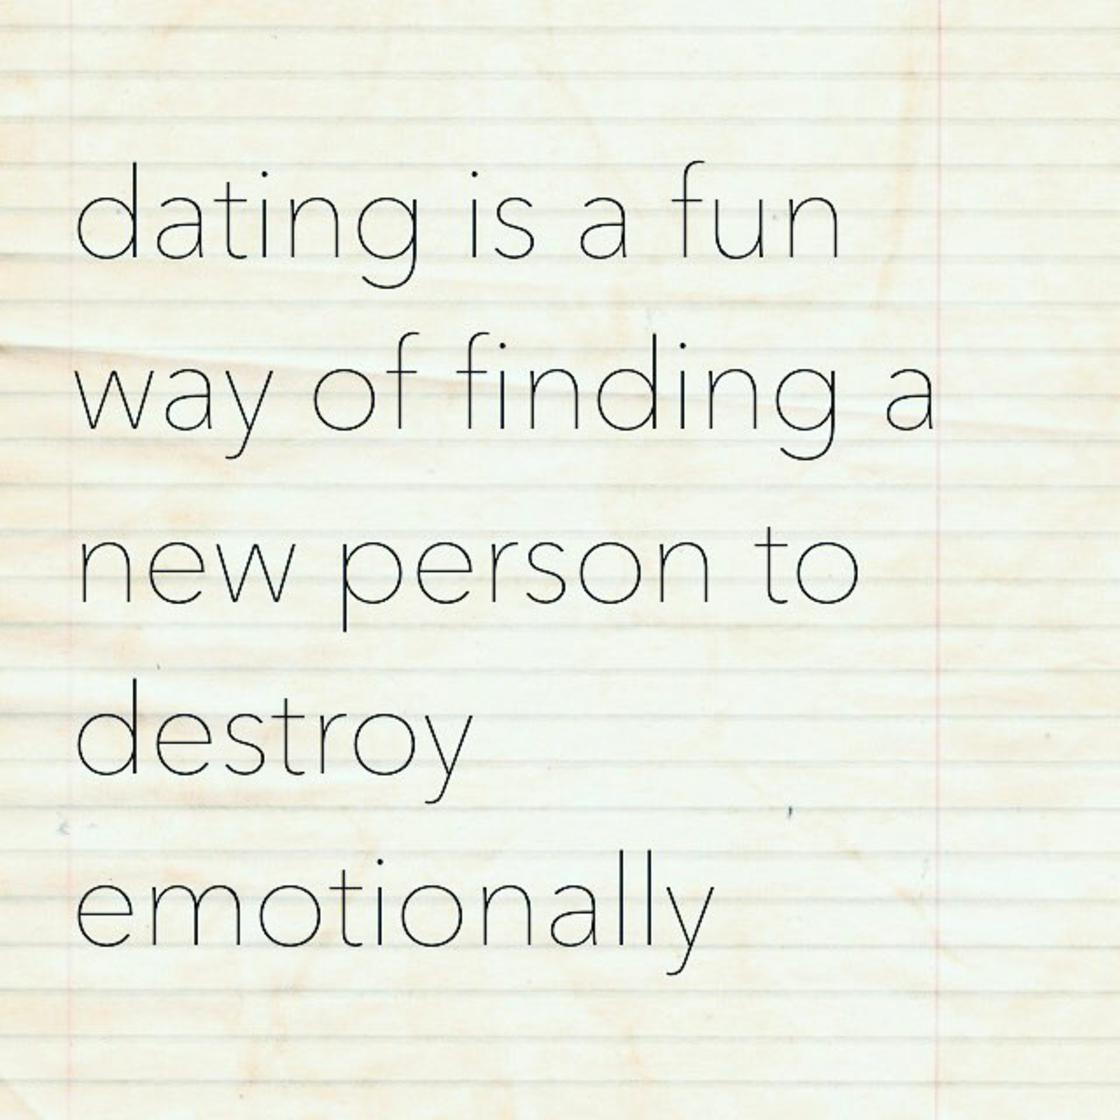 dating is a fun
way of finding a
new person to
destroy
emotionally